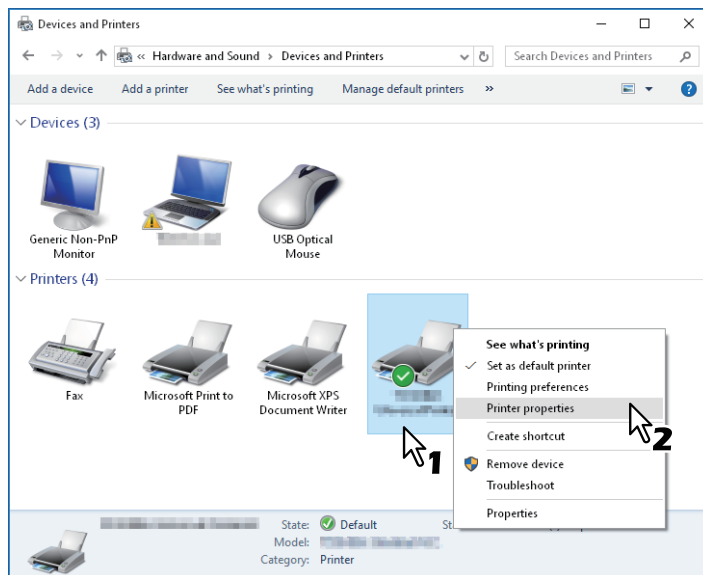 Devices and Printers
« Hardware and Sound > Devices and Printers
Search Devices and Printers
Add a device
Add a printer
See what's printing
Manage default printers
»
Devices (3)
Generic Non-PnP
Monitor
USB Optical
Mouse
Printers (4)
Fax
Microsoft Print to
PDF
Microsoft XPS
Document Writer
See what's printing
Set as default printer
Printing preferences
Printer properties
Create shortcut
Remove device
Troubleshoot
Properties
1
2
State: Default
Model:
Category: Printer